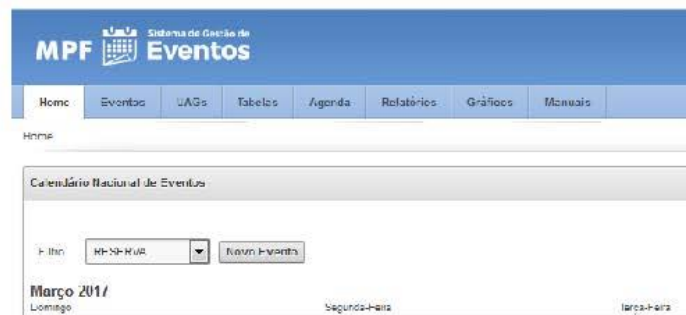 MPF Sistema de Gestão de Eventos
Home Eventos UAGs Tabelas Agenda Relatórios Gráficos Manuais
Home
Calendário Nacional de Eventos
Filtro RESERVA Novo Evento
Março 2017
Domingo Segunda-Feira Terça-Feira